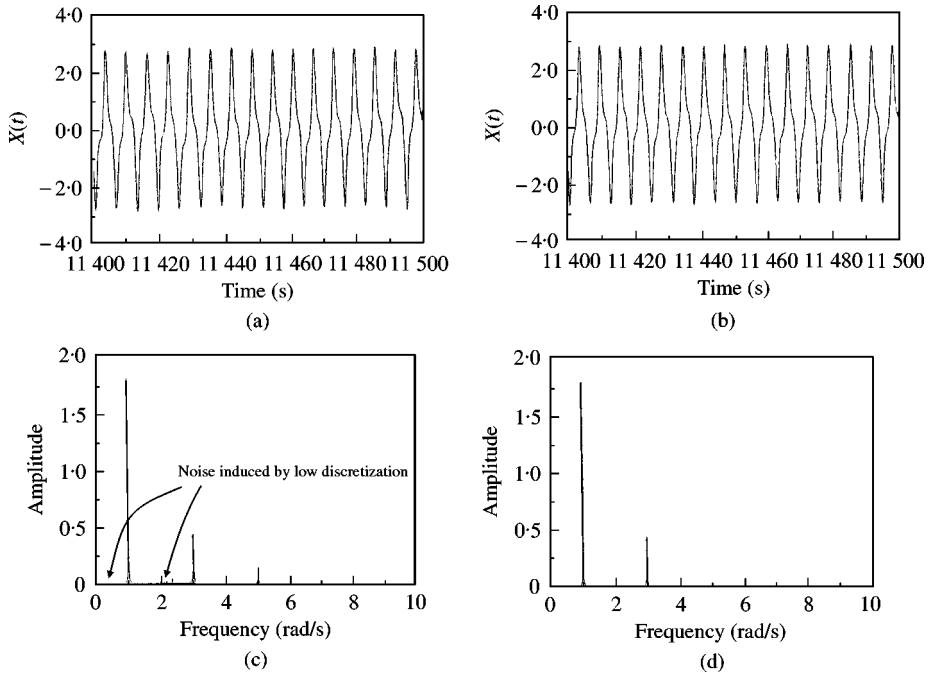 4·0
2·0
0·0
−2·0
−4·0
X(t)
11 400 11 420 11 440 11 460 11 480 11 500
Time (s)
(a)
4·0
2·0
0·0
−2·0
−4·0
X(t)
11 400 11 420 11 440 11 460 11 480 11 500
Time (s)
(b)
2·0
1·5
1·0
0·5
0
Amplitude
Noise induced by low discretization
0 2 4 6 8 10
Frequency (rad/s)
(c)
2·0
1·5
1·0
0·5
0
Amplitude
0 2 4 6 8 10
Frequency (rad/s)
(d)